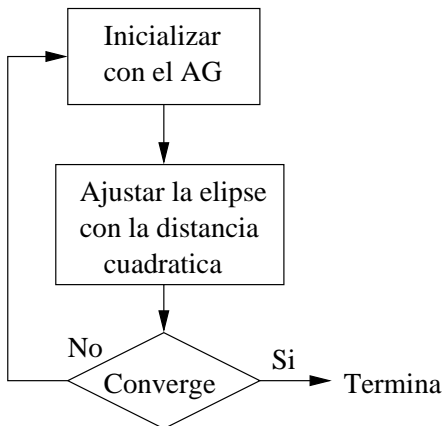 Inicializar
con el AG
Ajustar la elipse
con la distancia
cuadratica
No
Si
Converge
Termina